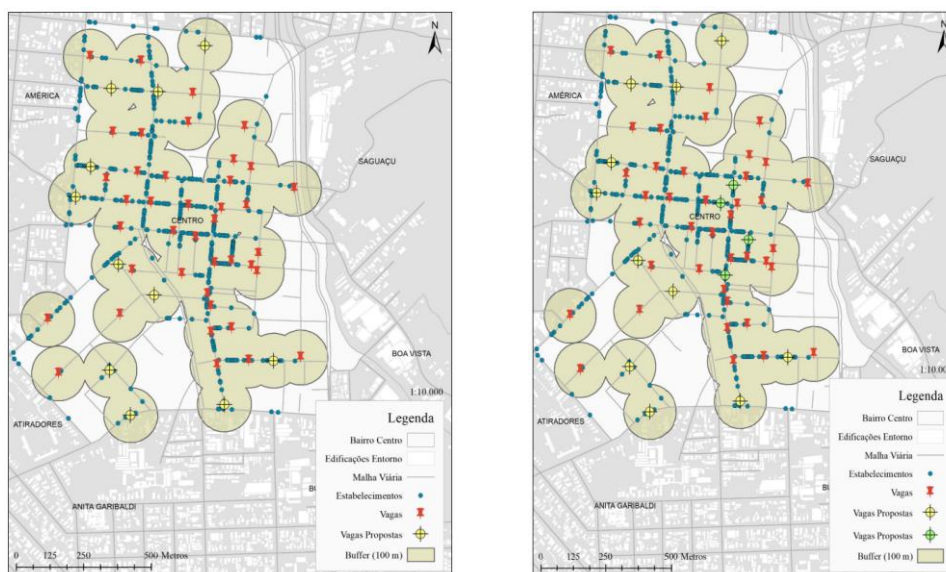 N
AMÉRICA
SAGUAÇU
CENTRO
BOA VISTA
1:10.000
ATIRADORES
ANITA GARIBALDI
Legenda
Bairro Centro
Edificações Entorno
Malha Viária
Estabelecimentos
Vagas
Vagas Propostas
Buffer (100 m)
0 125 250 500 Metros
N
AMÉRICA
SAGUAÇU
CENTRO
BOA VISTA
1:10.00
ATIRADORES
ANITA GARIBALDI
Legenda
Bairro Centro
Edificações Entorno
Malha Viária
Estabelecimentos
Vagas
Vagas Propostas
Vagas Propostas
Buffer (100 m)
0 125 250 500 Metros